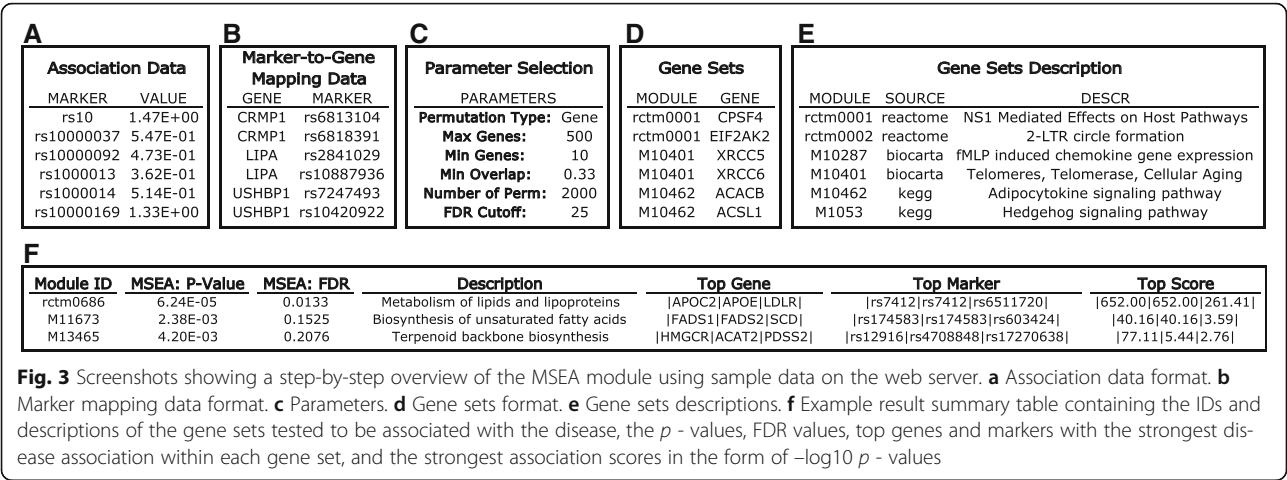 A
Association Data
MARKER VALUE
rs10 1.47E+00
rs10000037 5.47E-01
rs10000092 4.73E-01
rs1000013 3.62E-01
rs1000014 5.14E-01
rs10000169 1.33E+00
B
Marker-to-Gene
Mapping Data
GENE MARKER
CRMP1 rs6813104
CRMP1 rs6818391
LIPA rs2841029
LIPA rs10887936
USHBP1 rs7247493
USHBP1 rs10420922
C
Parameter Selection
PARAMETERS
Permutation Type: Gene
Max Genes: 500
Min Genes: 10
Min Overlap: 0.33
Number of Perm: 2000
FDR Cutoff: 25
D
Gene Sets
MODULE GENE
rctm0001 CPSF4
rctm0001 EIF2AK2
M10401 XRCC5
M10401 XRCC6
M10462 ACACB
M10462 ACSL1
E
Gene Sets Description
MODULE SOURCE DESCR
rctm0001 reactome NS1 Mediated Effects on Host Pathways
rctm0002 reactome 2-LTR circle formation
M10287 biocarta fMLP induced chemokine gene expression
M10401 biocarta Telomeres, Telomerase, Cellular Aging
M10462 kegg Adipocytokine signaling pathway
M1053 kegg Hedgehog signaling pathway
F
Module ID MSEA: P-Value MSEA: FDR Description Top Gene Top Marker Top Score
rctm0686 6.24E-05 0.0133 Metabolism of lipids and lipoproteins |APOC2|APOE|LDLR| |rs7412|rs7412|rs6511720| |652.00|652.00|261.41|
M11673 2.38E-03 0.1525 Biosynthesis of unsaturated fatty acids |FADS1|FADS2|SCD| |rs174583|rs174583|rs603424| |40.16|40.16|3.59|
M13465 4.20E-03 0.2076 Terpenoid backbone biosynthesis |HMGCR|ACAT2|PDSS2| |rs12916|rs4708848|rs17270638| |77.11|5.44|2.76|
Fig. 3 Screenshots showing a step-by-step overview of the MSEA module using sample data on the web server. a Association data format. b
Marker mapping data format. c Parameters. d Gene sets format. e Gene sets descriptions. f Example result summary table containing the IDs and
descriptions of the gene sets tested to be associated with the disease, the p - values, FDR values, top genes and markers with the strongest dis-
ease association within each gene set, and the strongest association scores in the form of –log10 p - values